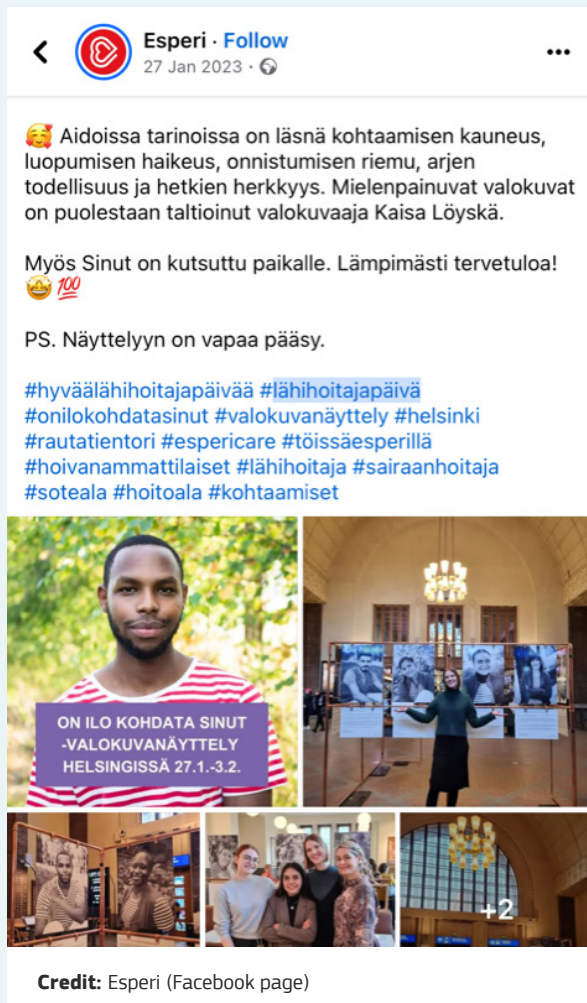 Esperi · Follow
27 Jan 2023 ·
🥰 Aidoissa tarinoissa on läsnä kohtaamisen kauneus,
luopumisen haikeus, onnistumisen riemu, arjen
todellisuus ja hetkien herkkyys. Mielenpainuvat valokuvat
on puolestaan taltioinut valokuvaaja Kaisa Löyskä.
Myös Sinut on kutsuttu paikalle. Lämpimästi tervetuloa!
🤩 💯
PS. Näyttelyyn on vapaa pääsy.
#hyväälähihoitajapäivää #lähihoitajapäivä
#onilokohdatasinut #valokuvanäyttely #helsinki
#rautatientori #espericare #töissäesperillä
#hoivanammattilaiset #lähihoitaja #sairaanhoitaja
#soteala #hoitoala #kohtaamiset
ON ILO KOHDATA SINUT
-VALOKUVANÄYTTELY
HELSINGISSÄ 27.1.-3.2.
+2
Credit: Esperi (Facebook page)